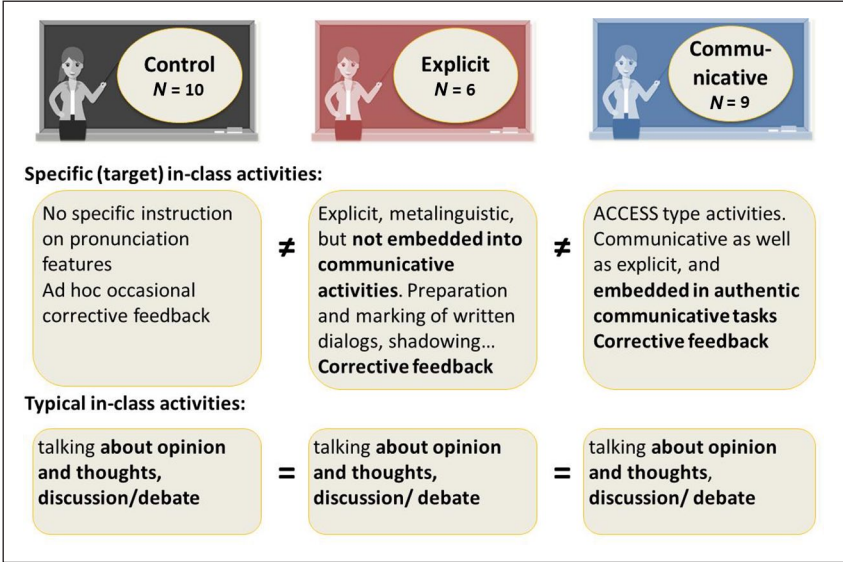 Control
N = 10
Explicit
N = 6
Commu-
nicative
N = 9
Specific (target) in-class activities:
No specific instruction
on pronunciation
features
Ad hoc occasional
corrective feedback
≠
Explicit, metalinguistic,
but not embedded into
communicative
activities. Preparation
and marking of written
dialogs, shadowing...
Corrective feedback
≠
ACCESS type activities.
Communicative as well
as explicit, and
embedded in authentic
communicative tasks
Corrective feedback
Typical in-class activities:
talking about opinion
and thoughts,
discussion/debate
=
talking about opinion
and thoughts,
discussion/ debate
=
talking about opinion
and thoughts,
discussion/ debate